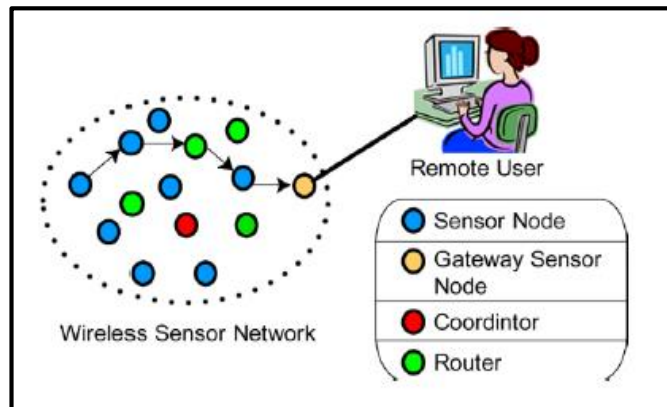 Remote User
Sensor Node
Gateway Sensor
Node
Coordintor
Router
Wireless Sensor Network